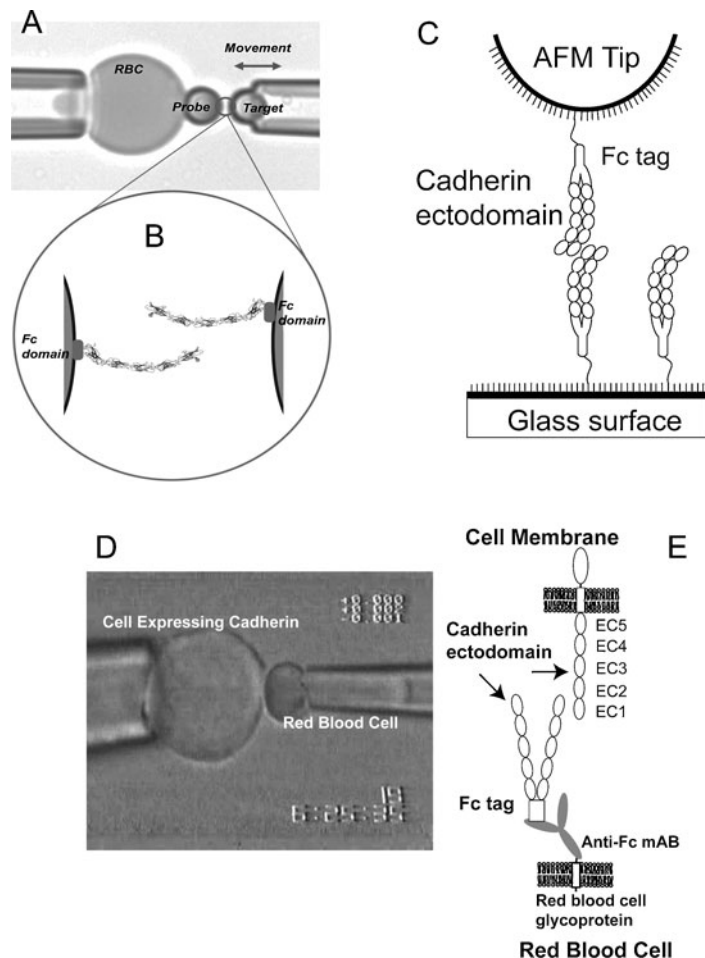 A
Movement
RBC
Probe
Target
B
Fc
domain
Fc
domain
C
AFM Tip
Fc tag
Cadherin
ectodomain
Glass surface
D
Cell Expressing Cadherin
Red Blood Cell
E
Cell Membrane
EC5
EC4
EC3
EC2
EC1
Cadherin
ectodomain
Fc tag
Anti-Fc mAB
Red blood cell
glycoprotein
Red Blood Cell